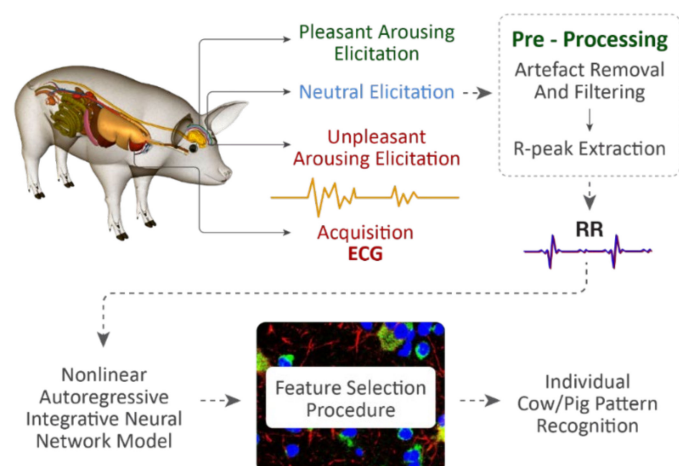 Pleasant Arousing
Elicitation
Neutral Elicitation
Unpleasant
Arousing Elicitation
Acquisition
ECG
Pre - Processing
Artefact Removal
And Filtering
R-peak Extraction
RR
Nonlinear
Autoregressive
Integrative Neural
Network Model
Feature Selection
Procedure
Individual
Cow/Pig Pattern
Recognition